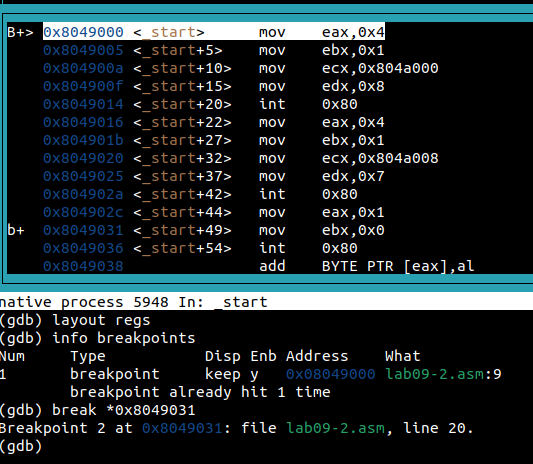 B+> 0x8049000 <_start> mov eax,0x4
0x8049005 <_start+5> mov ebx,0x1
0x804900a <_start+10> mov ecx,0x804a000
0x804900f <_start+15> mov edx,0x8
0x8049014 <_start+20> int 0x80
0x8049016 <_start+22> mov eax,0x4
0x804901b <_start+27> mov ebx,0x1
0x8049020 <_start+32> mov ecx,0x804a008
0x8049025 <_start+37> mov edx,0x7
0x804902a <_start+42> int 0x80
0x804902c <_start+44> mov eax,0x1
b+ 0x8049031 <_start+49> mov ebx,0x0
0x8049036 <_start+54> int 0x80
0x8049038 add BYTE PTR [eax],al
native process 5948 In: _start
(gdb) layout regs
(gdb) info breakpoints
Num Type Disp Enb Address What
1 breakpoint keep y 0x08049000 lab09-2.asm:9
breakpoint already hit 1 time
(gdb) break *0x8049031
Breakpoint 2 at 0x8049031: file lab09-2.asm, line 20.
(gdb)